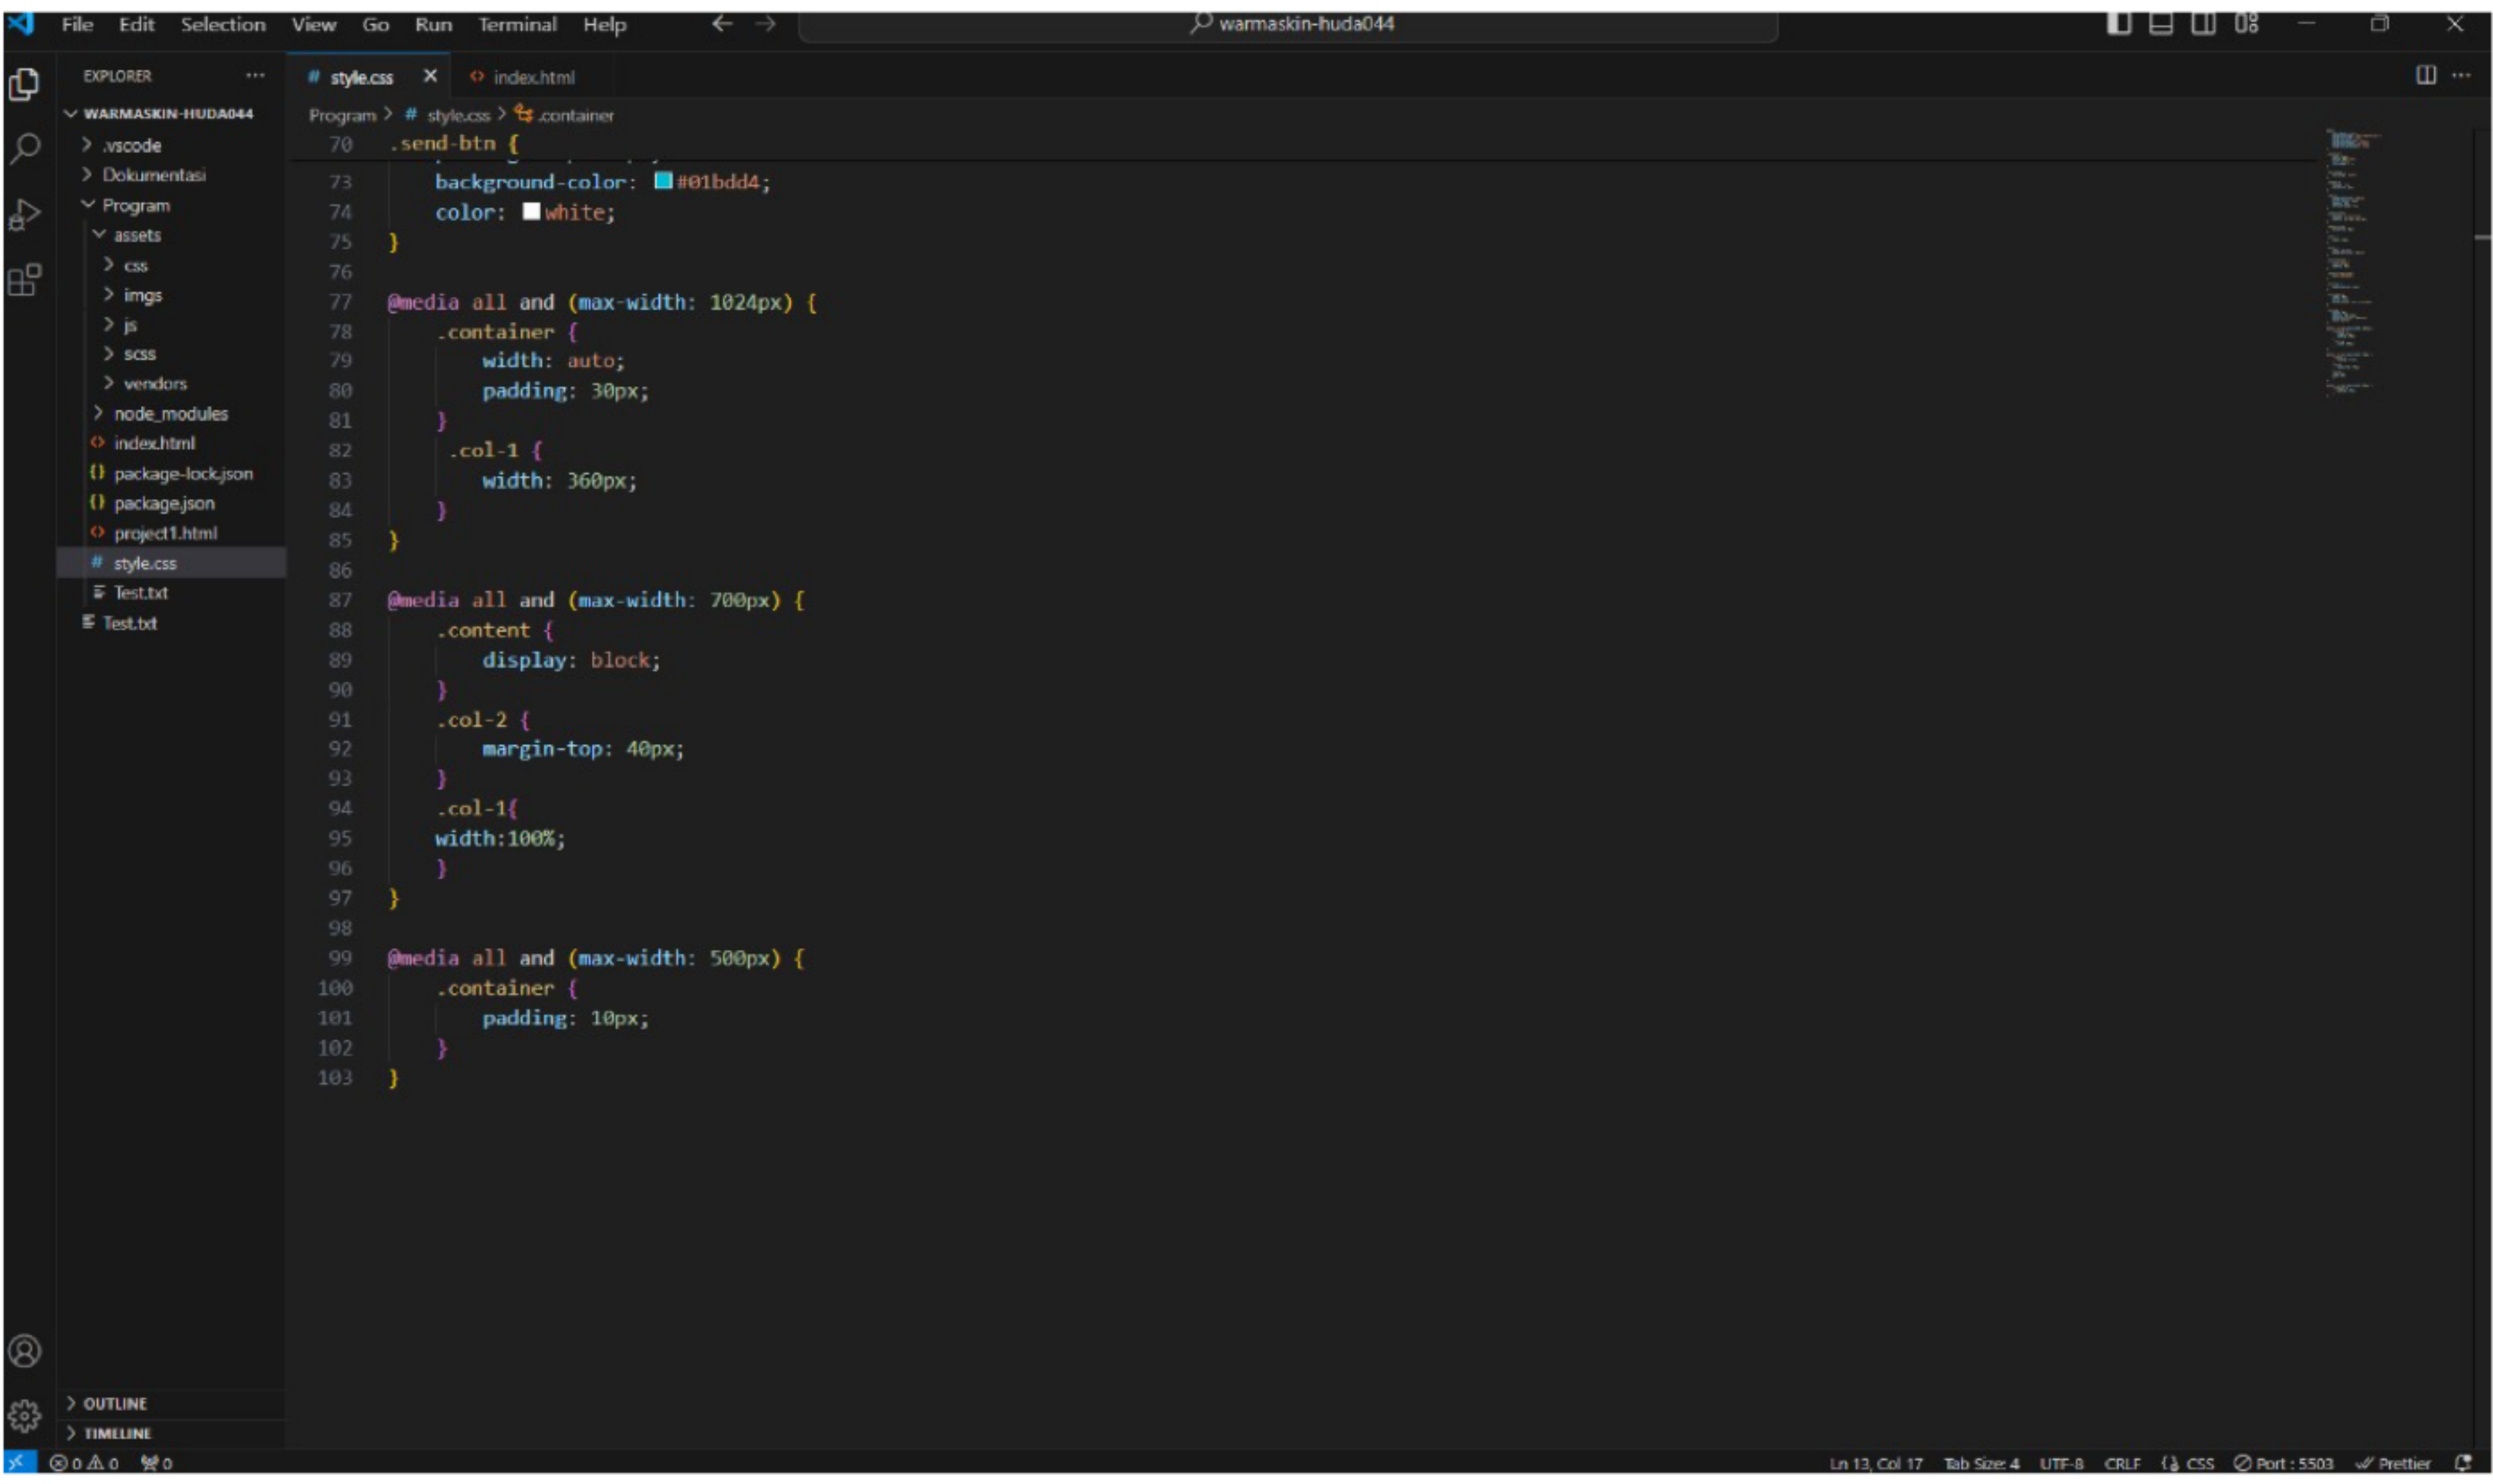 File Edit Selection View Go Run Terminal Help
warmaskin-huda044
EXPLORER
WARMASKIN-HUDA044
.vscode
Dokumentasi
Program
assets
css
imgs
js
scss
vendors
node_modules
index.html
package-lock.json
package.json
project1.html
style.css
Test.txt
Test.txt
OUTLINE
TIMELINE
# style.css
index.html
Program > # style.css > .container
70 .send-btn {
73 background-color: #01bdd4;
74 color: white;
75 }
76
77 @media all and (max-width: 1024px) {
78 .container {
79 width: auto;
80 padding: 30px;
81 }
82 .col-1 {
83 width: 360px;
84 }
85 }
86
87 @media all and (max-width: 700px) {
88 .content {
89 display: block;
90 }
91 .col-2 {
92 margin-top: 40px;
93 }
94 .col-1{
95 width:100%;
96 }
97 }
98
99 @media all and (max-width: 500px) {
100 .container {
101 padding: 10px;
102 }
103 }
0 0 0
Ln 13, Col 17 Tab Size: 4 UTF-8 CRLF CSS Port : 5503 Prettier